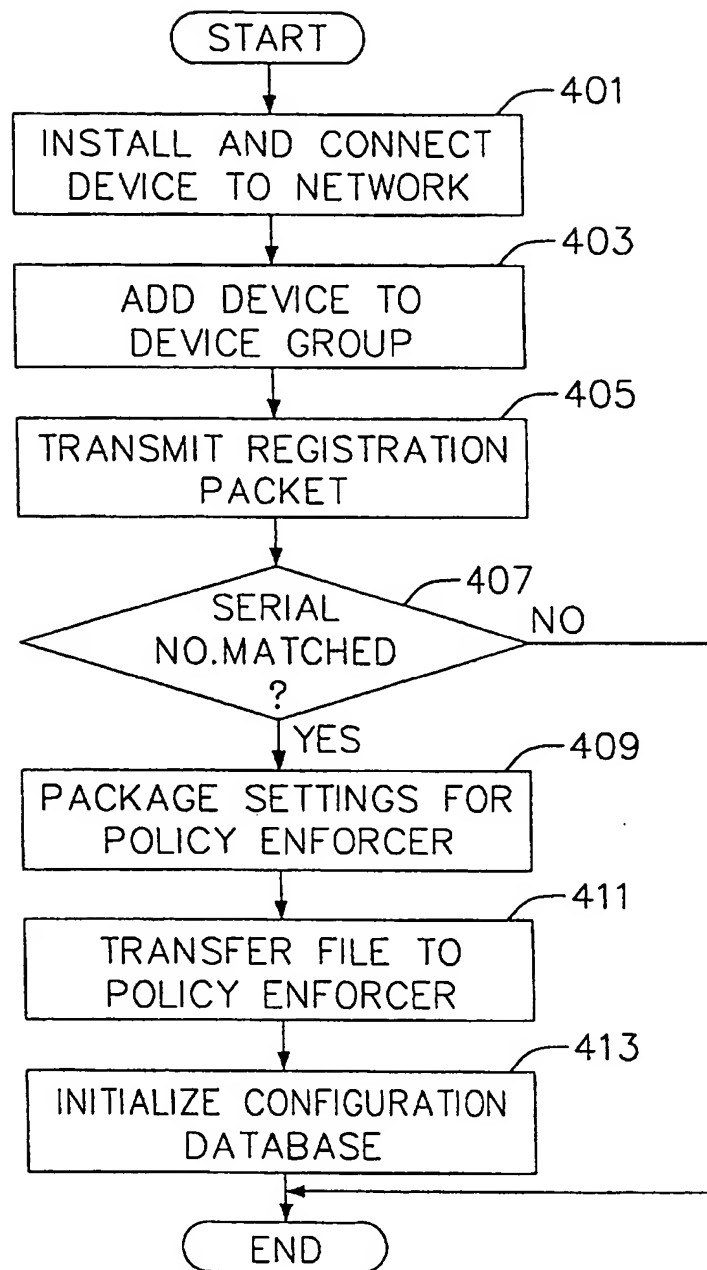 START
401
INSTALL AND CONNECT
DEVICE TO NETWORK
403
ADD DEVICE TO
DEVICE GROUP
405
TRANSMIT REGISTRATION
PACKET
407
SERIAL
NO.MATCHED
?
NO
YES
409
PACKAGE SETTINGS FOR
POLICY ENFORCER
411
TRANSFER FILE TO
POLICY ENFORCER
413
INITIALIZE CONFIGURATION
DATABASE
END